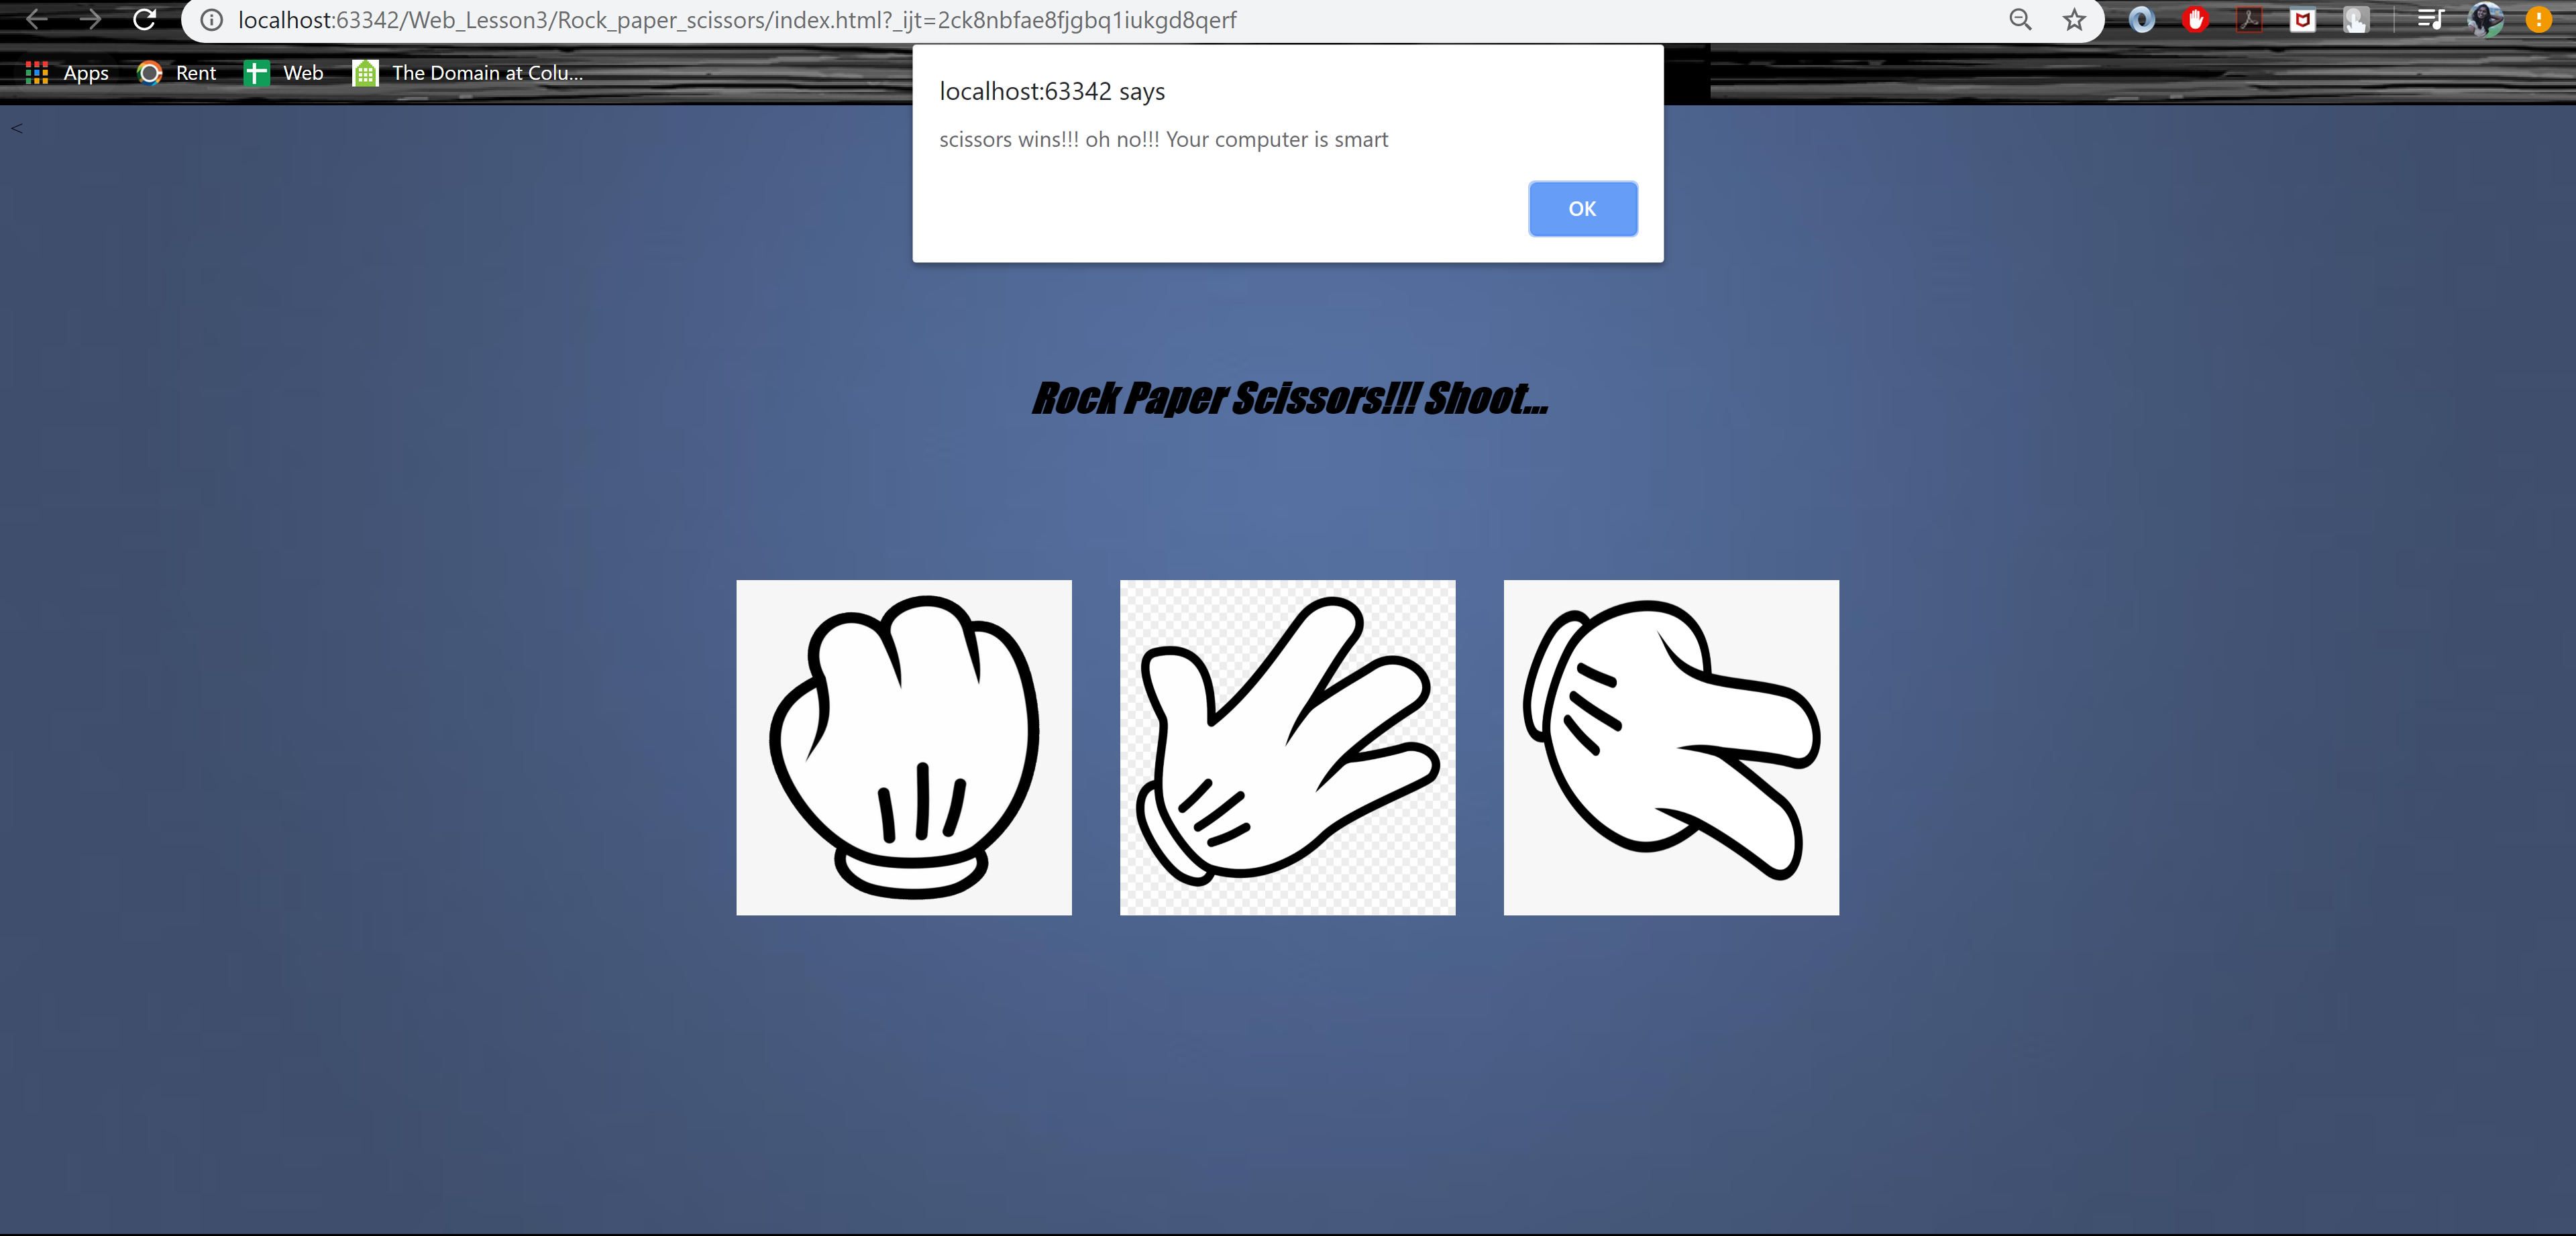 localhost:63342/Web_Lesson3/Rock_paper_scissors/index.html?_ijt=2ck8nbfae8fjgbq1iukgd8qerf
Apps Rent Web The Domain at Colu...
localhost:63342 says
scissors wins!!! oh no!!! Your computer is smart
OK
<
Rock Paper Scissors!!! Shoot...